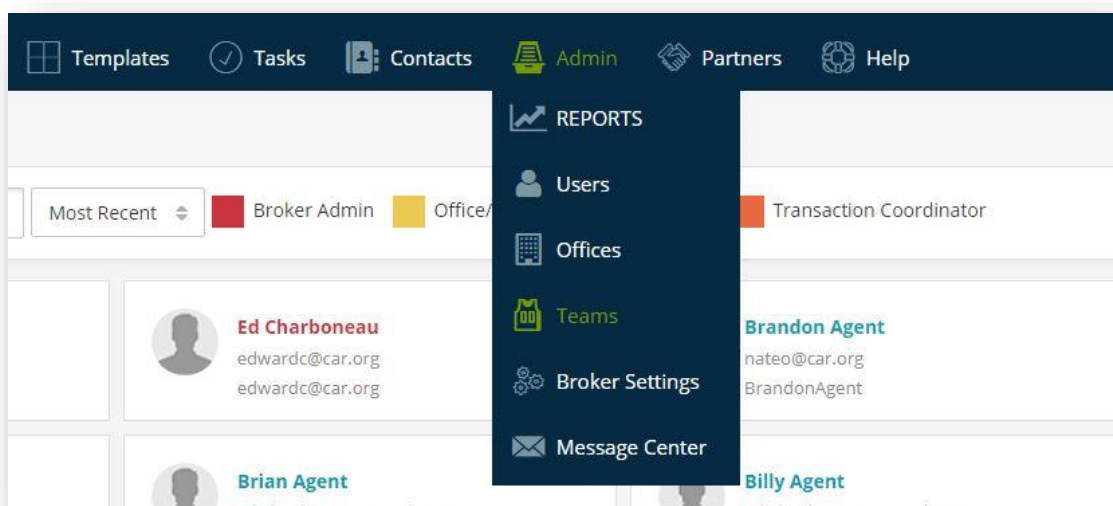 Templates Tasks Contacts Admin Partners Help
REPORTS
Users
Offices
Teams
Broker Settings
Message Center
Most Recent Broker Admin Office/ Transaction Coordinator
Ed Charboneau
edwardc@car.org
edwardc@car.org
Brandon Agent
nateo@car.org
BrandonAgent
Brian Agent
Billy Agent